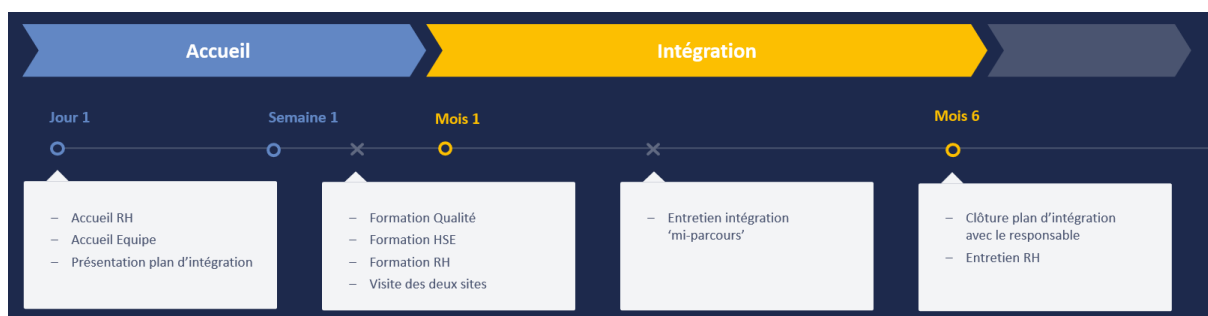 Accueil
Intégration
Jour 1
Semaine 1
Mois 1
Mois 6
– Accueil RH
– Accueil Equipe
– Présentation plan d'intégration
– Formation Qualité
– Formation HSE
– Formation RH
– Visite des deux sites
– Entretien intégration
'mi-parcours'
– Clôture plan d'intégration
avec le responsable
– Entretien RH